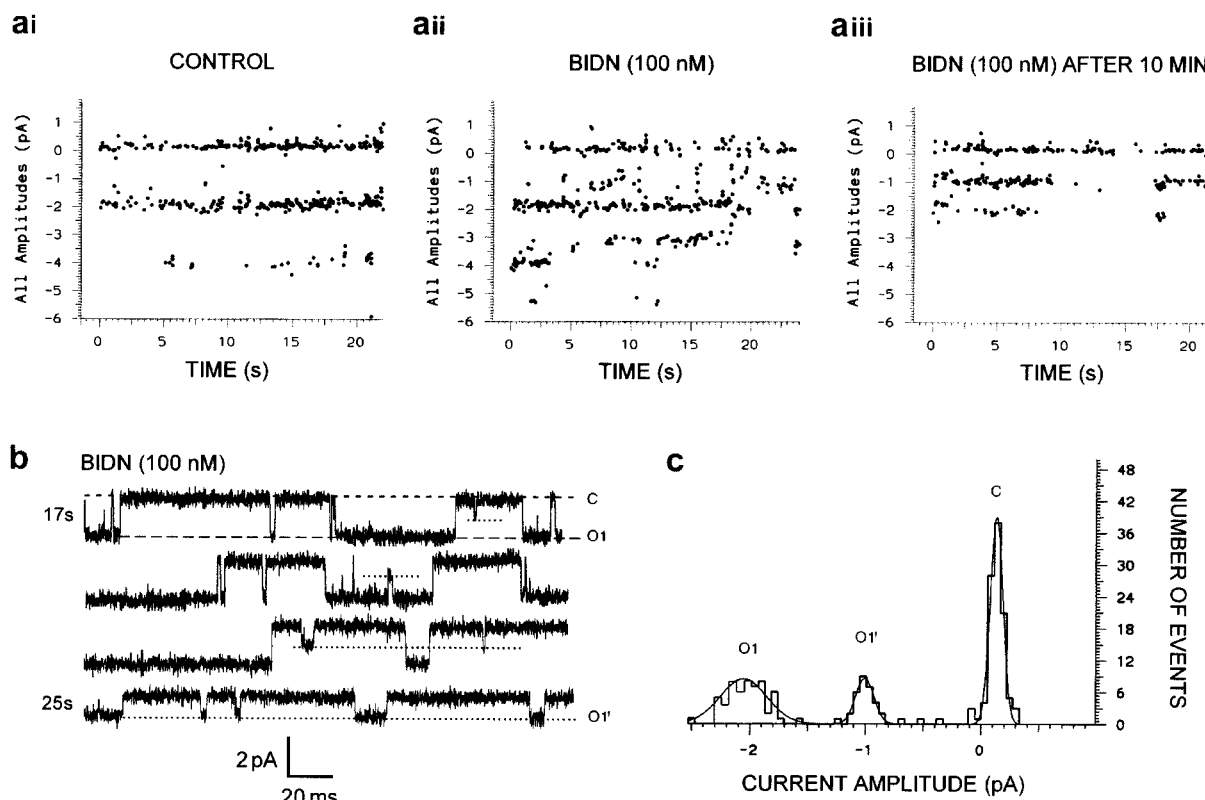 ai
CONTROL
All Amplitudes (pA)
1
0
-1
-2
-3
-4
-5
-6
0 5 10 15 20
TIME (s)
aii
BIDN (100 nM)
All Amplitudes (pA)
1
0
-1
-2
-3
-4
-5
-6
0 5 10 15 20
TIME (s)
aiii
BIDN (100 nM) AFTER 10 MIN
All Amplitudes (pA)
1
0
-1
-2
-3
-4
-5
-6
0 5 10 15 20
TIME (s)
b
BIDN (100 nM)
17s
C
O1
25s
O1'
2 pA
20 ms
c
C
O1
O1'
48
42
36
30
24
18
12
6
0
NUMBER OF EVENTS
-2 -1 0
CURRENT AMPLITUDE (pA)